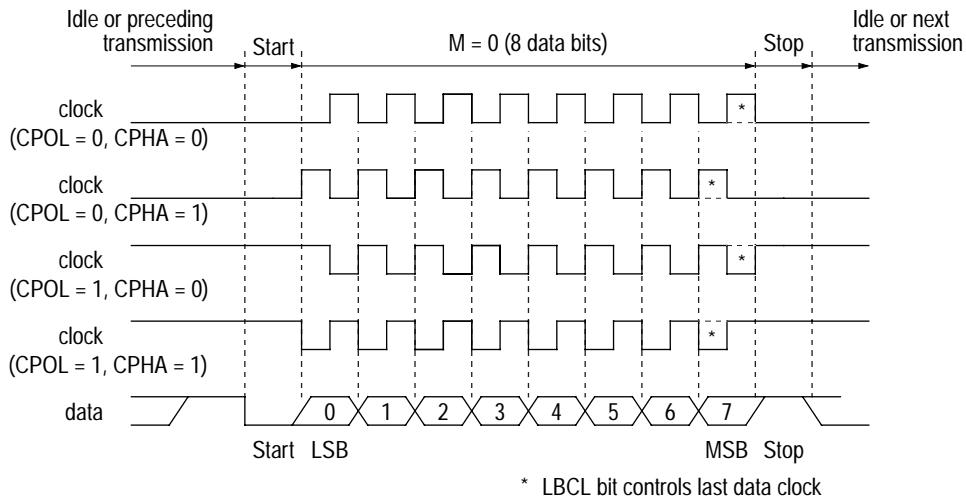 Idle or preceding
transmission
Start
M = 0 (8 data bits)
Stop
Idle or next
transmission
clock
(CPOL = 0, CPHA = 0)
*
clock
(CPOL = 0, CPHA = 1)
*
clock
(CPOL = 1, CPHA = 0)
*
clock
(CPOL = 1, CPHA = 1)
*
data
0 1 2 3 4 5 6 7
Start LSB MSB Stop
* LBCL bit controls last data clock